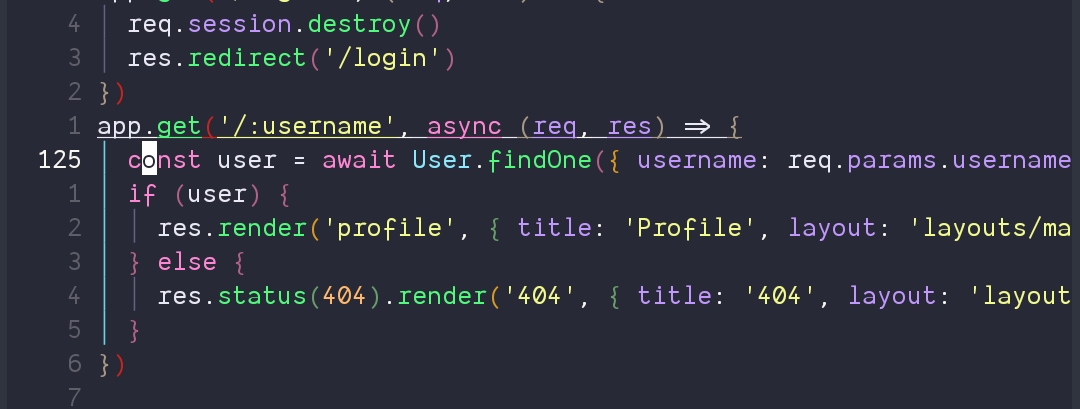 4 req.session.destroy()
3 res.redirect('/login')
2 })
1 app.get('/:username', async (req, res) => {
125 const user = await User.findOne({ username: req.params.username
1 if (user) {
2 res.render('profile', { title: 'Profile', layout: 'layouts/ma
3 } else {
4 res.status(404).render('404', { title: '404', layout: 'layout
5 }
6 })
7